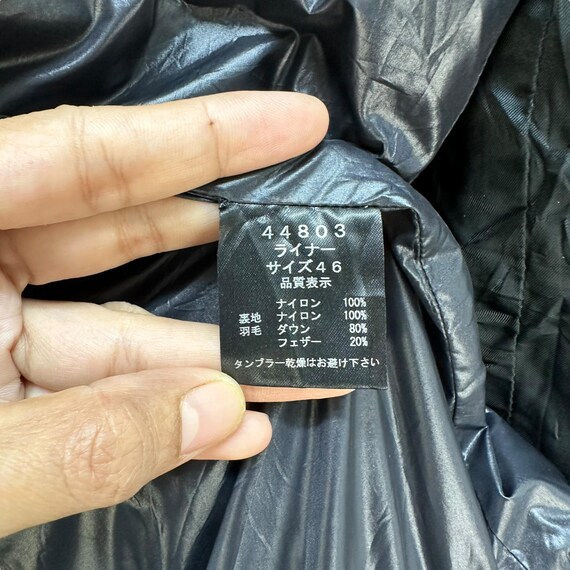 44803
ライナー
サイズ46
品質表示
ナイロン 100%
裏地 ナイロン 100%
羽毛 ダウン 80%
フェザー 20%
タンブラー乾燥はお避け下さい